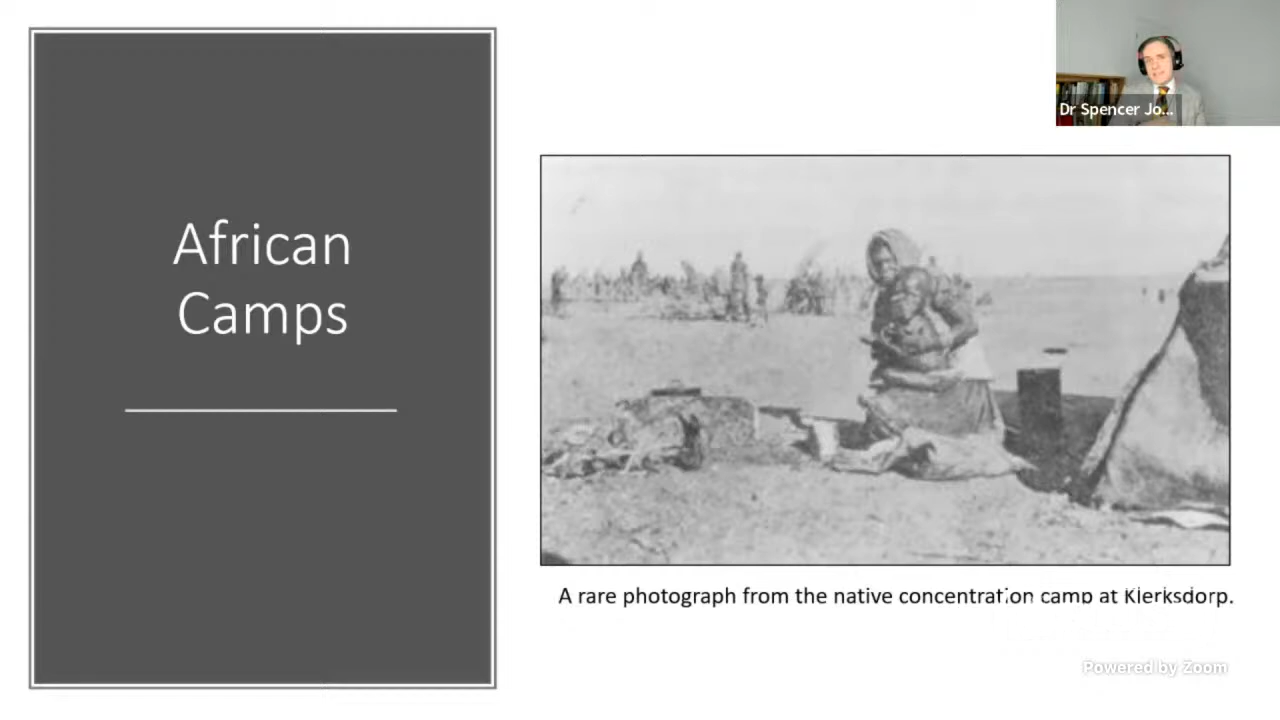 Dr Spencer Jo...
African
Camps
A rare photograph from the native concentration camp at Klerksdorp.
Powered by Zoom